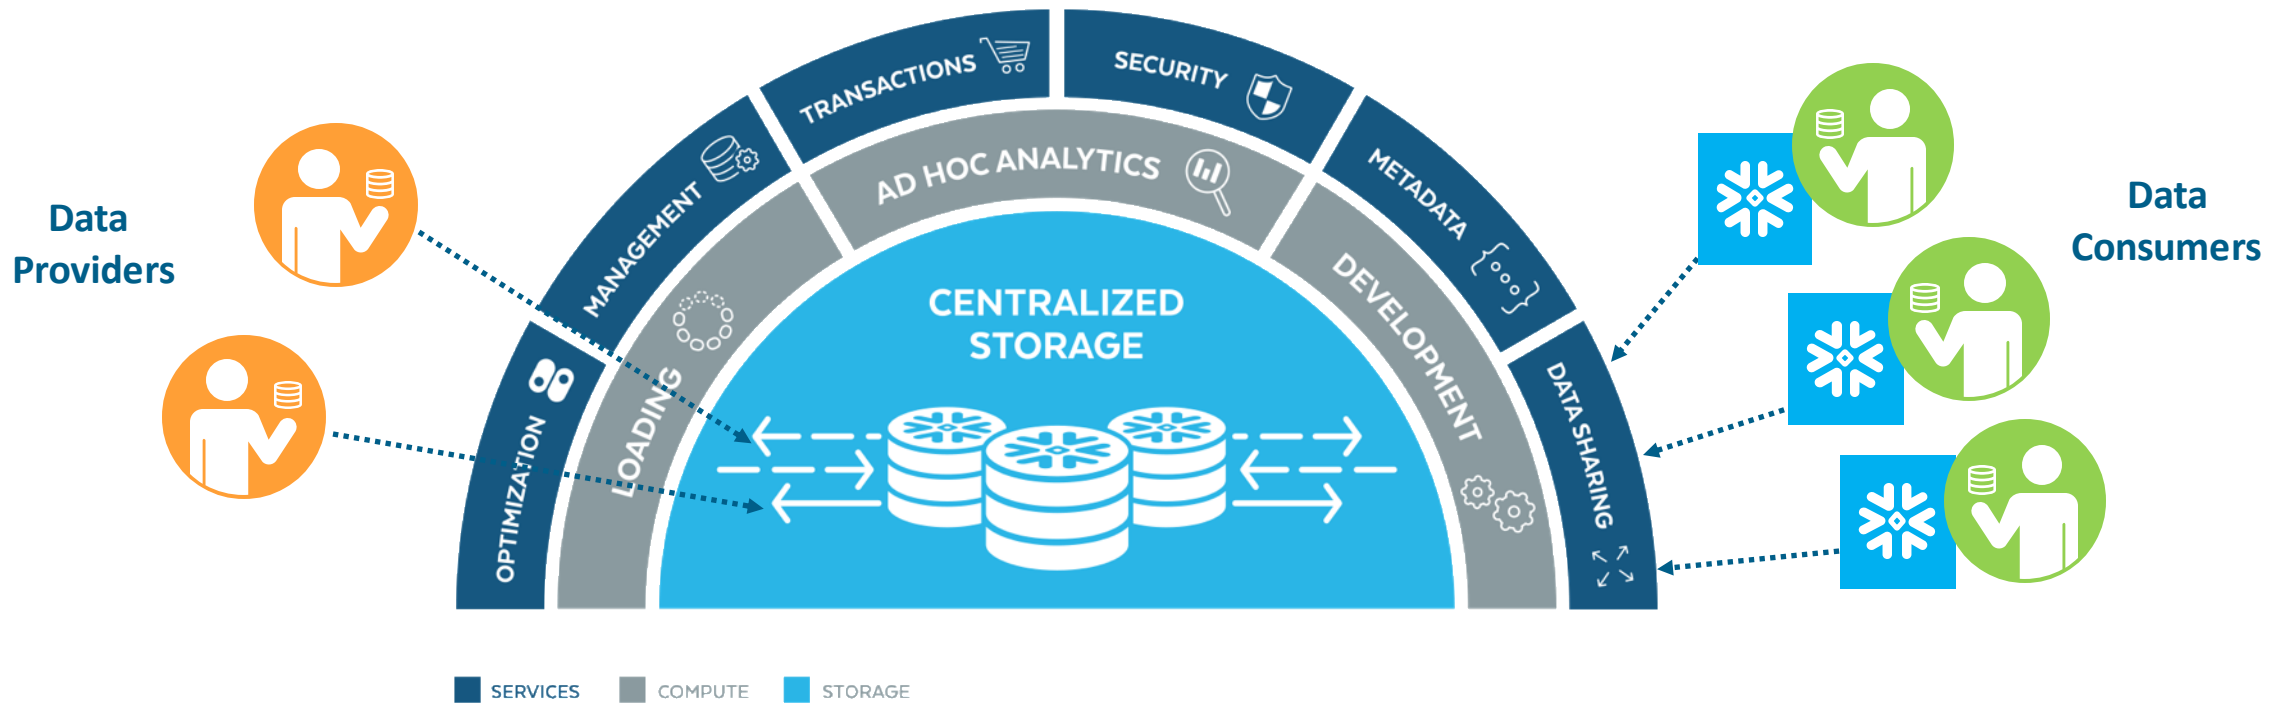 Data
Providers
OPTIMIZATION
MANAGEMENT
TRANSACTIONS
SECURITY
METADATA
DATA SHARING
LOADING
AD HOC ANALYTICS
DEVELOPMENT
CENTRALIZED
STORAGE
Data
Consumers
SERVICES
COMPUTE
STORAGE